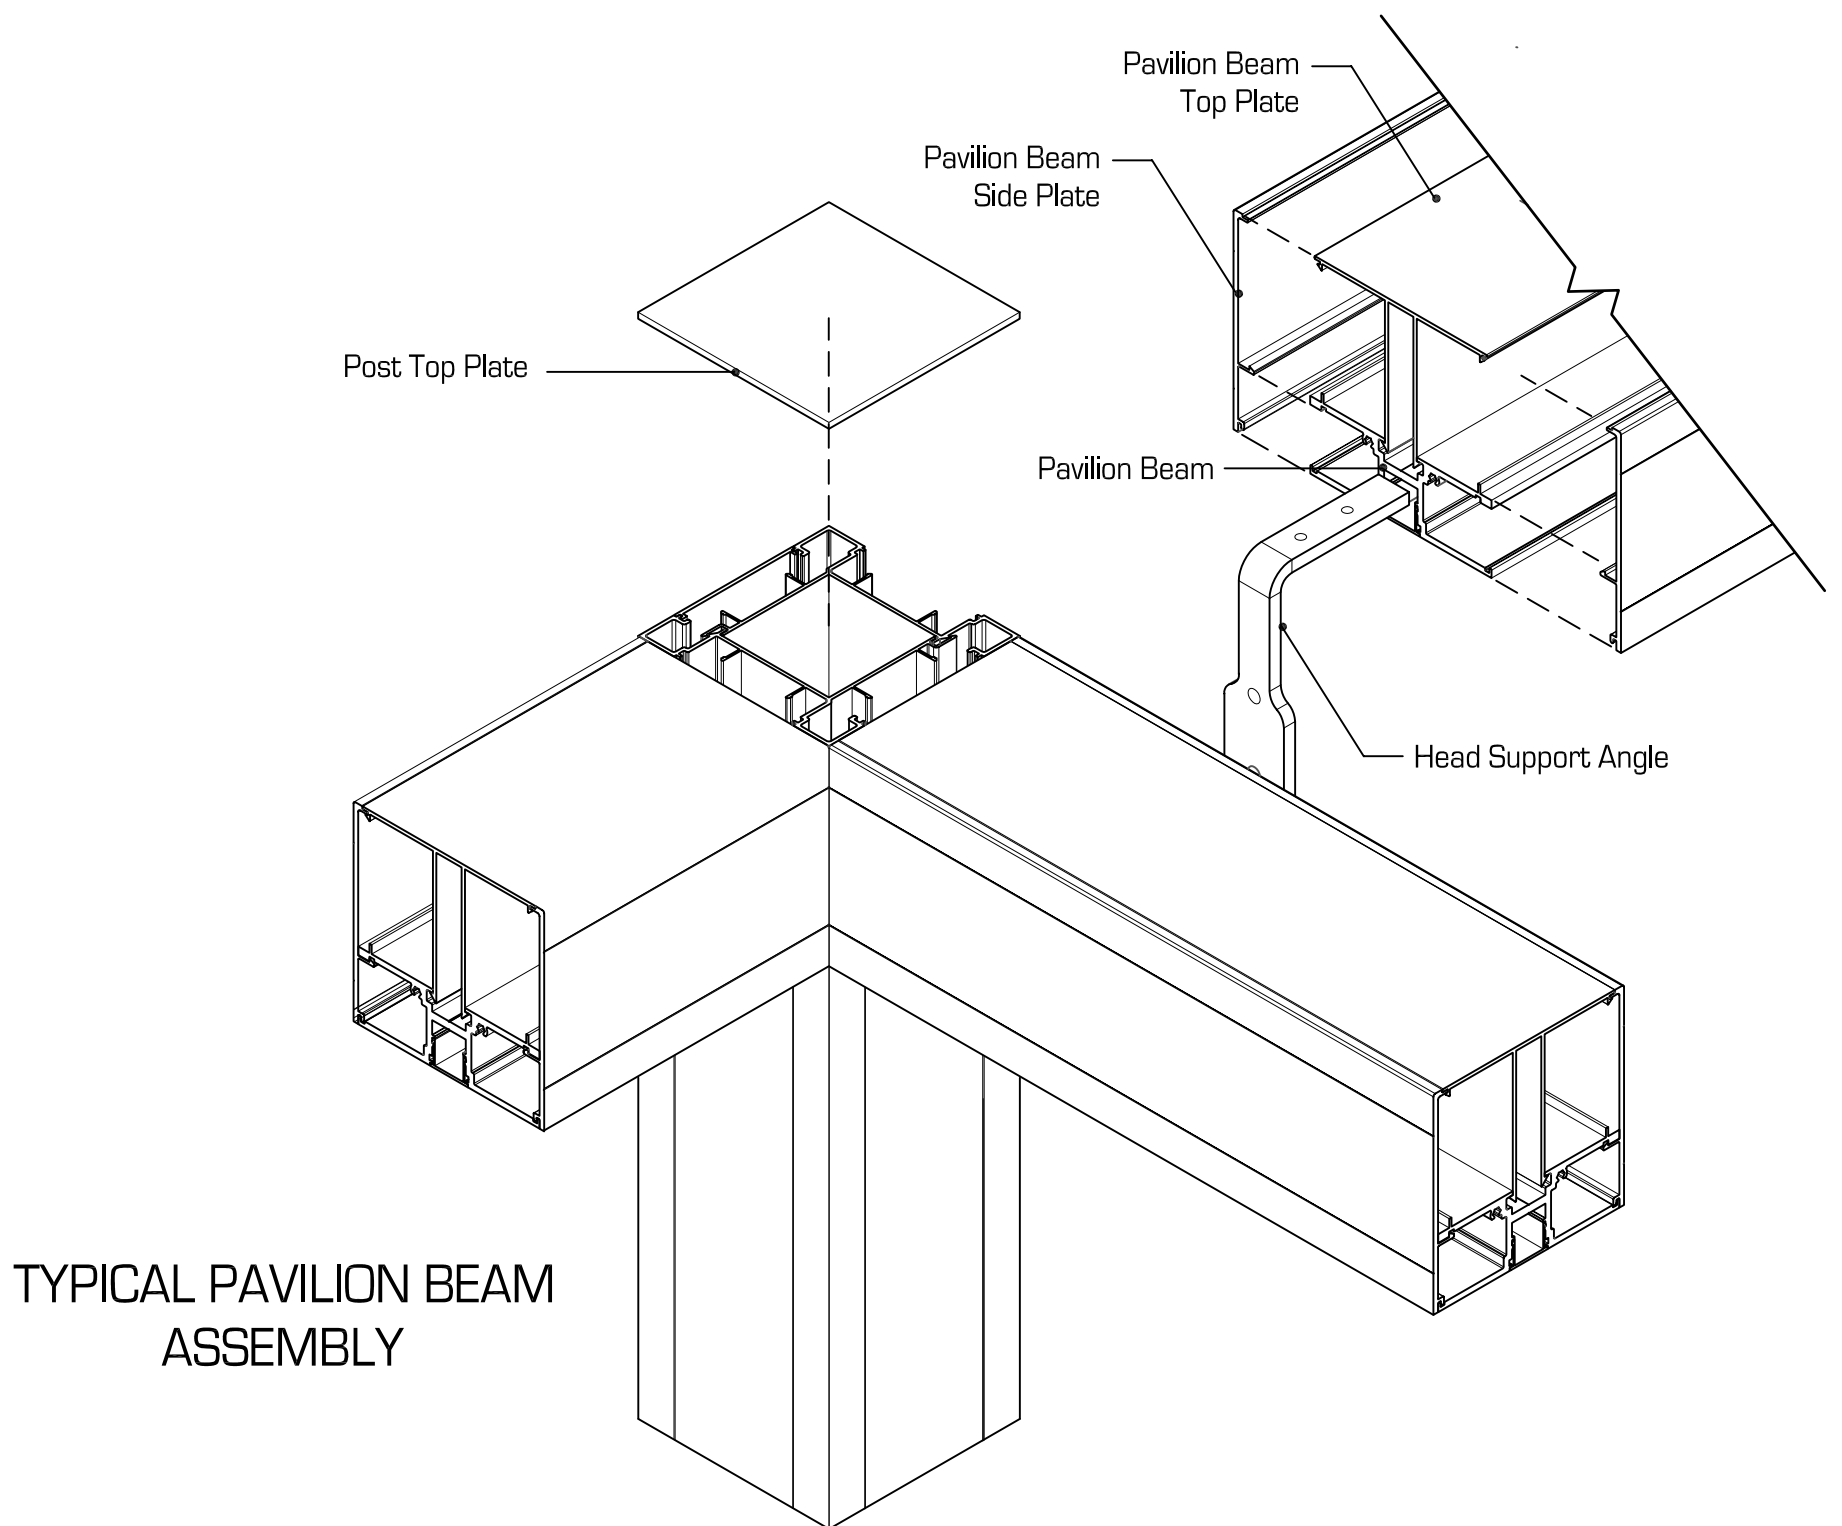 Pavilion Beam
Top Plate
Pavilion Beam
Side Plate
Post Top Plate
Pavilion Beam
Head Support Angle
TYPICAL PAVILION BEAM
ASSEMBLY